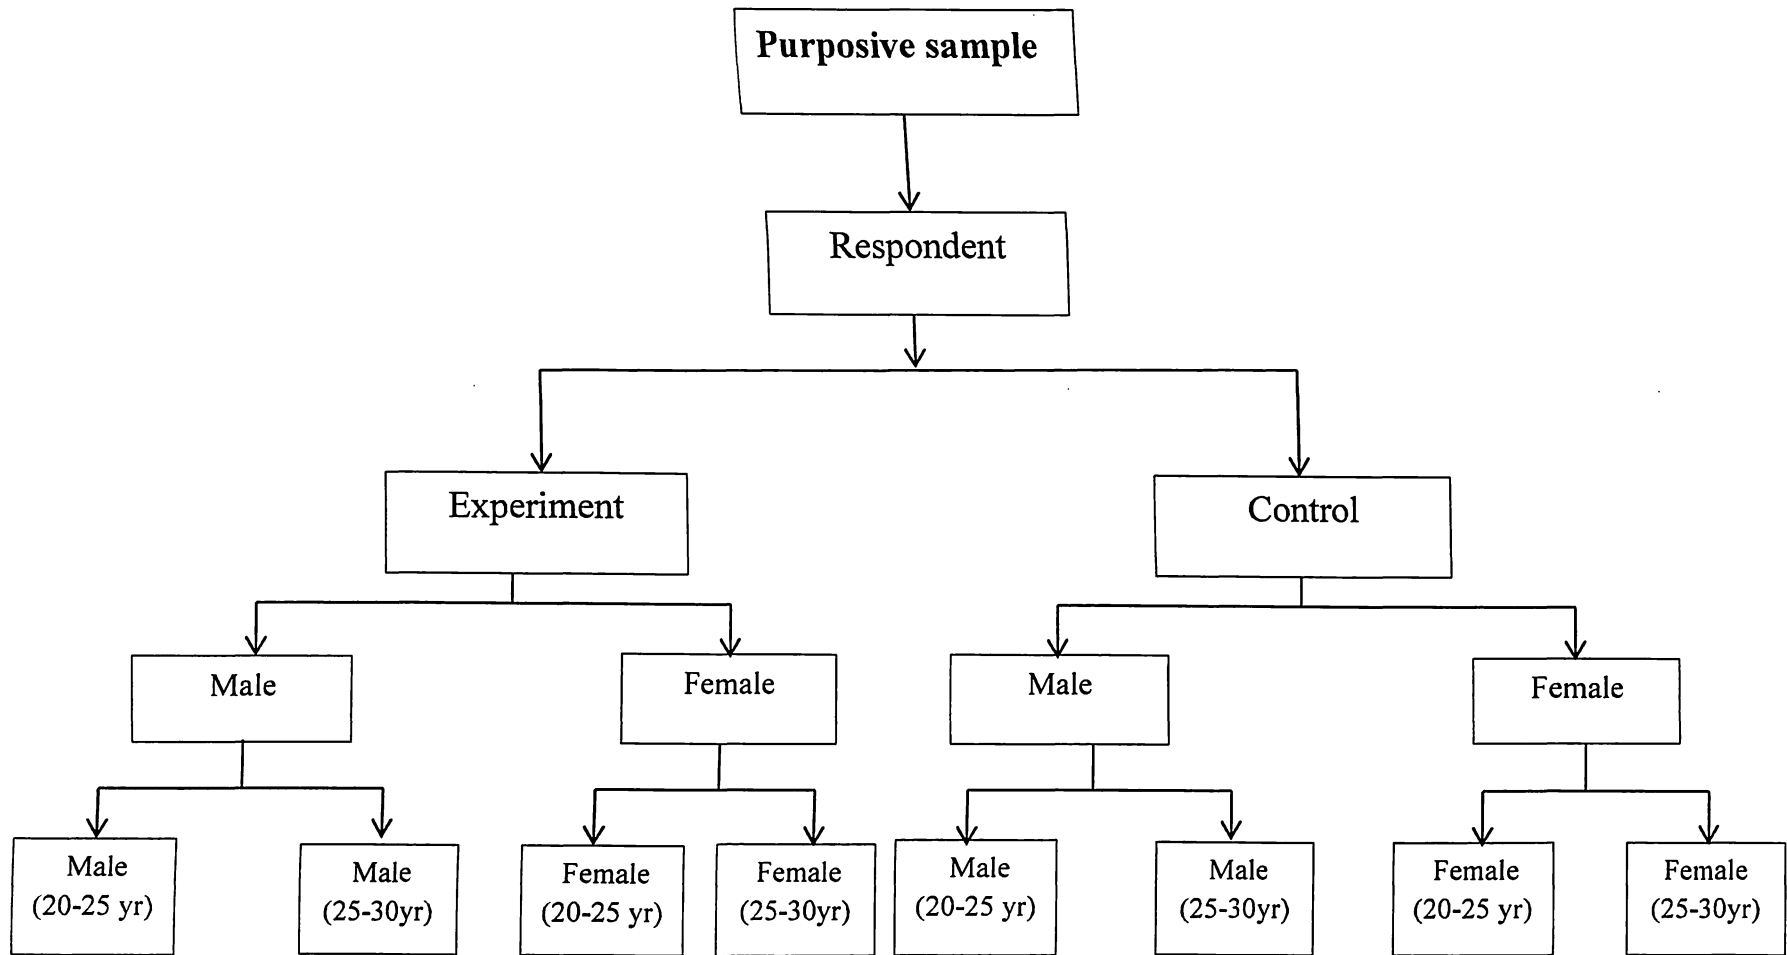 Purposive sample
Respondent
Experiment
Control
Male
Female
Male
Female
Male
(20-25 yr)
Male
(25-30yr)
Female
(20-25 yr)
Female
(25-30yr)
Male
(20-25 yr)
Male
(25-30yr)
Female
(20-25 yr)
Female
(25-30yr)